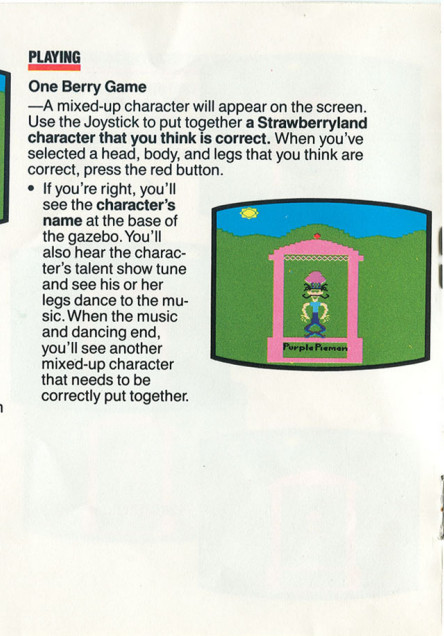 PLAYING
One Berry Game
—A mixed-up character will appear on the screen.
Use the Joystick to put together a Strawberryland
character that you think is correct. When you've
selected a head, body, and legs that you think are
correct, press the red button.
• If you're right, you'll
see the character's
name at the base of
the gazebo. You'll
also hear the charac-
ter's talent show tune
and see his or her
legs dance to the mu-
sic. When the music
and dancing end,
you'll see another
mixed-up character
that needs to be
correctly put together.
Purple Pieman